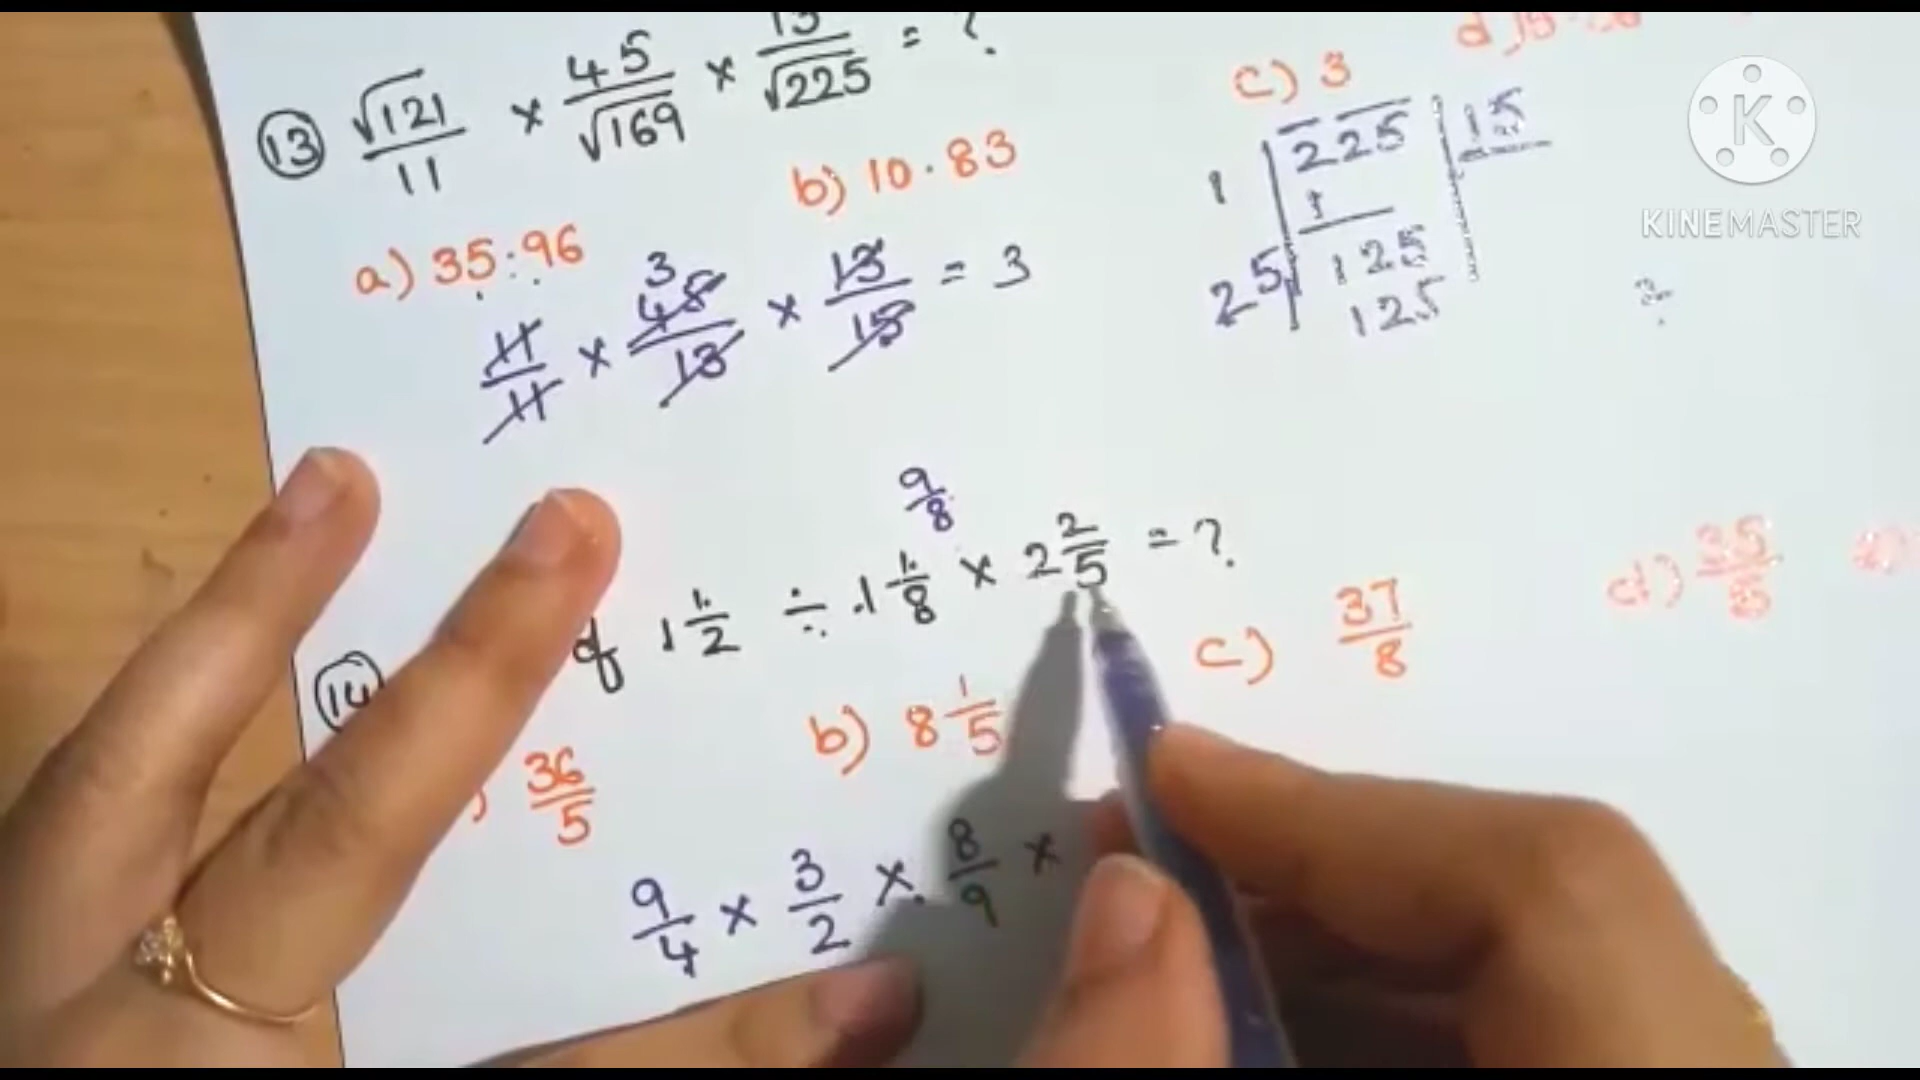 13 √121/11 × 45/√169 × 13/√225 = ?
a) 35.96 b) 10.83 c) 3
11/11 × 45/13 × 13/15 = 3
3
225 15
1
1
25 125
125
K
KINEMASTER
9/8
14 of 1 1/2 ÷ 1 1/8 × 2 2/5 = ?
36/5 b) 8 1/5 c) 37/8 d) 35/8
9/4 × 3/2 × 8/9 ×